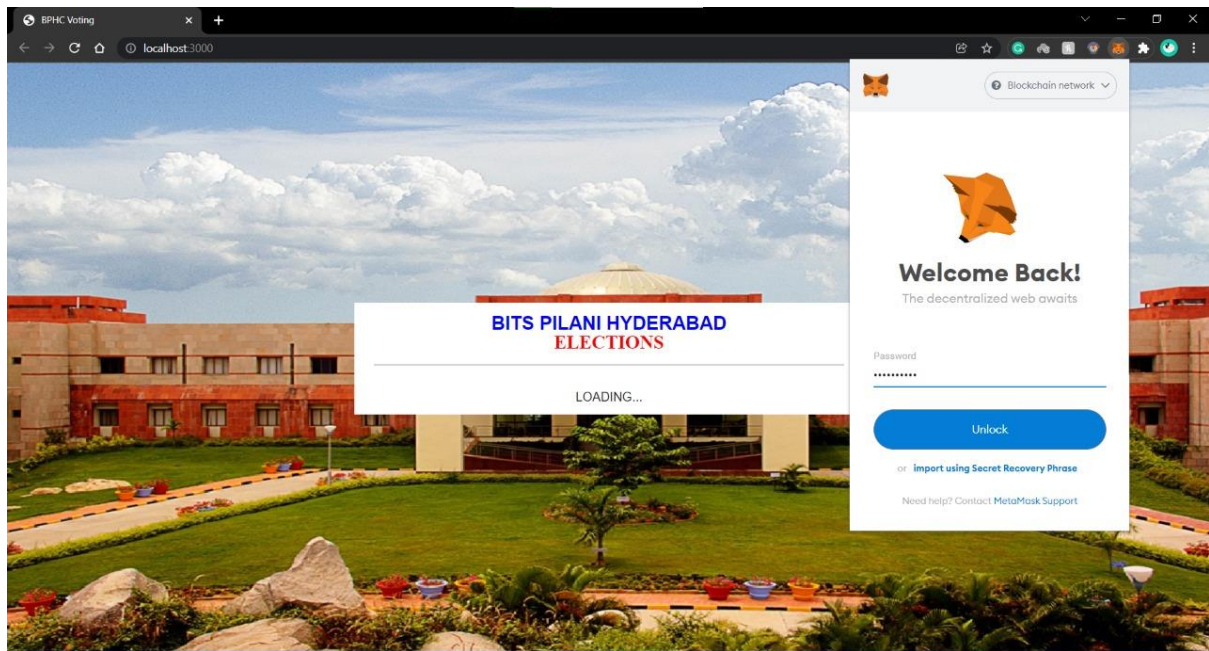 BPHC Voting
localhost:3000
Blockchain network
Welcome Back!
The decentralized web awaits
BITS PILANI HYDERABAD
ELECTIONS
LOADING...
Password
••••••••••
Unlock
or import using Secret Recovery Phrase
Need help? Contact MetaMask Support